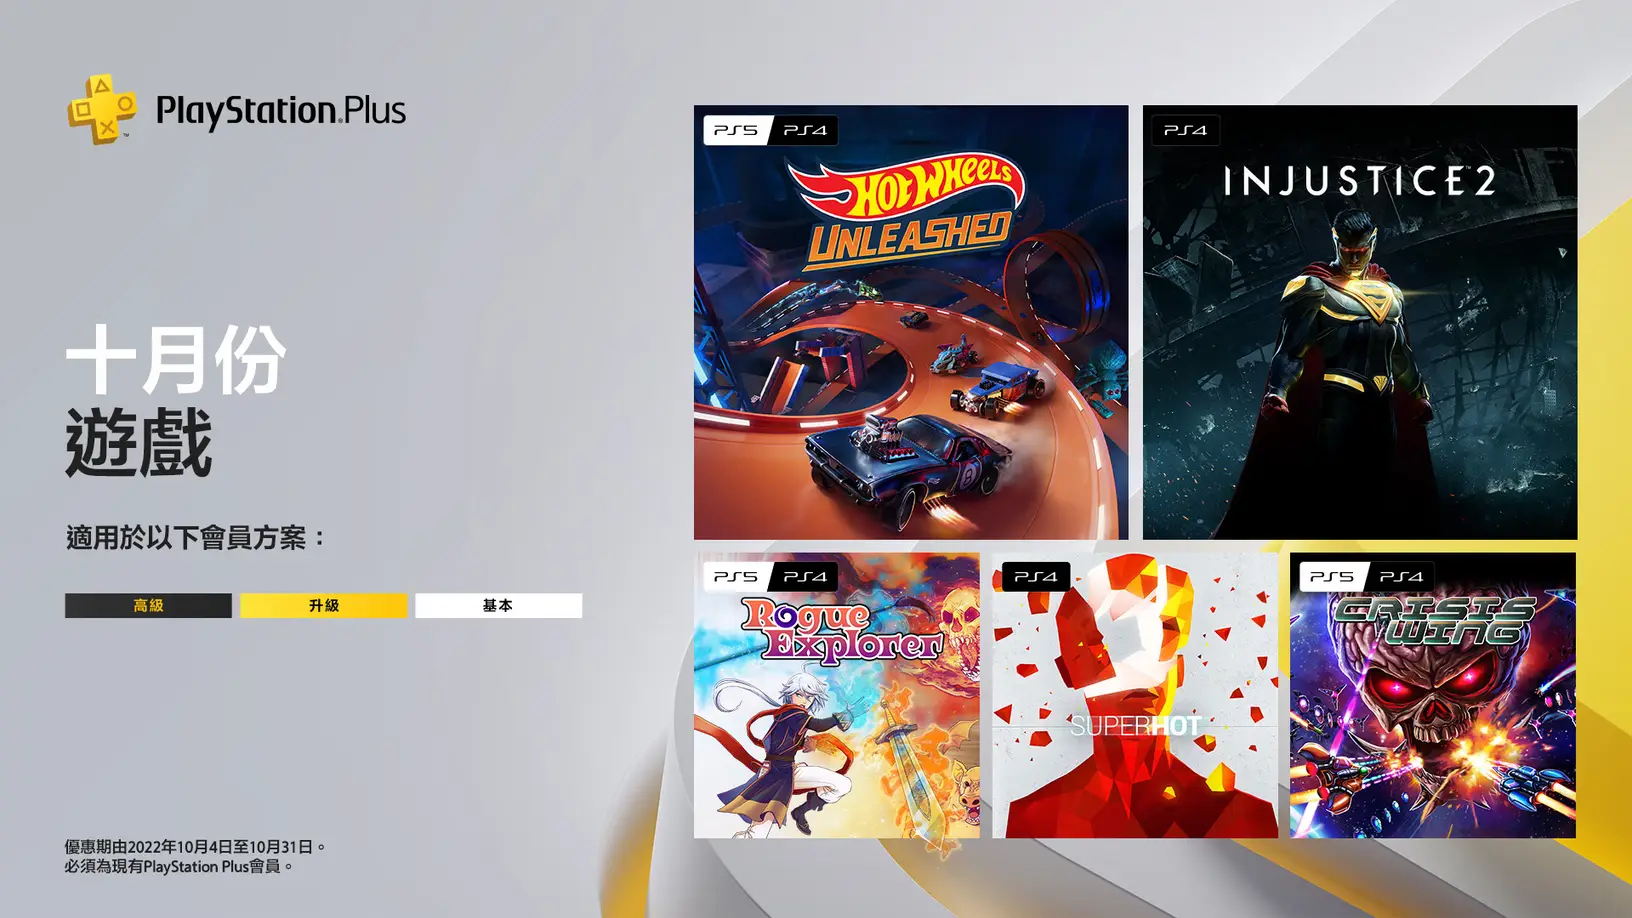 PlayStation.Plus
十月份
遊戲
適用於以下會員方案：
高級
升級
基本
優惠期由2022年10月4日至10月31日。
必須為現有PlayStation Plus會員。
PS5 PS4
HOT WHEELS
UNLEASHED
PS4
INJUSTICE 2
PS5 PS4
Rogue
Explorer
PS4
SUPERHOT
PS5 PS4
CRISIS
WING